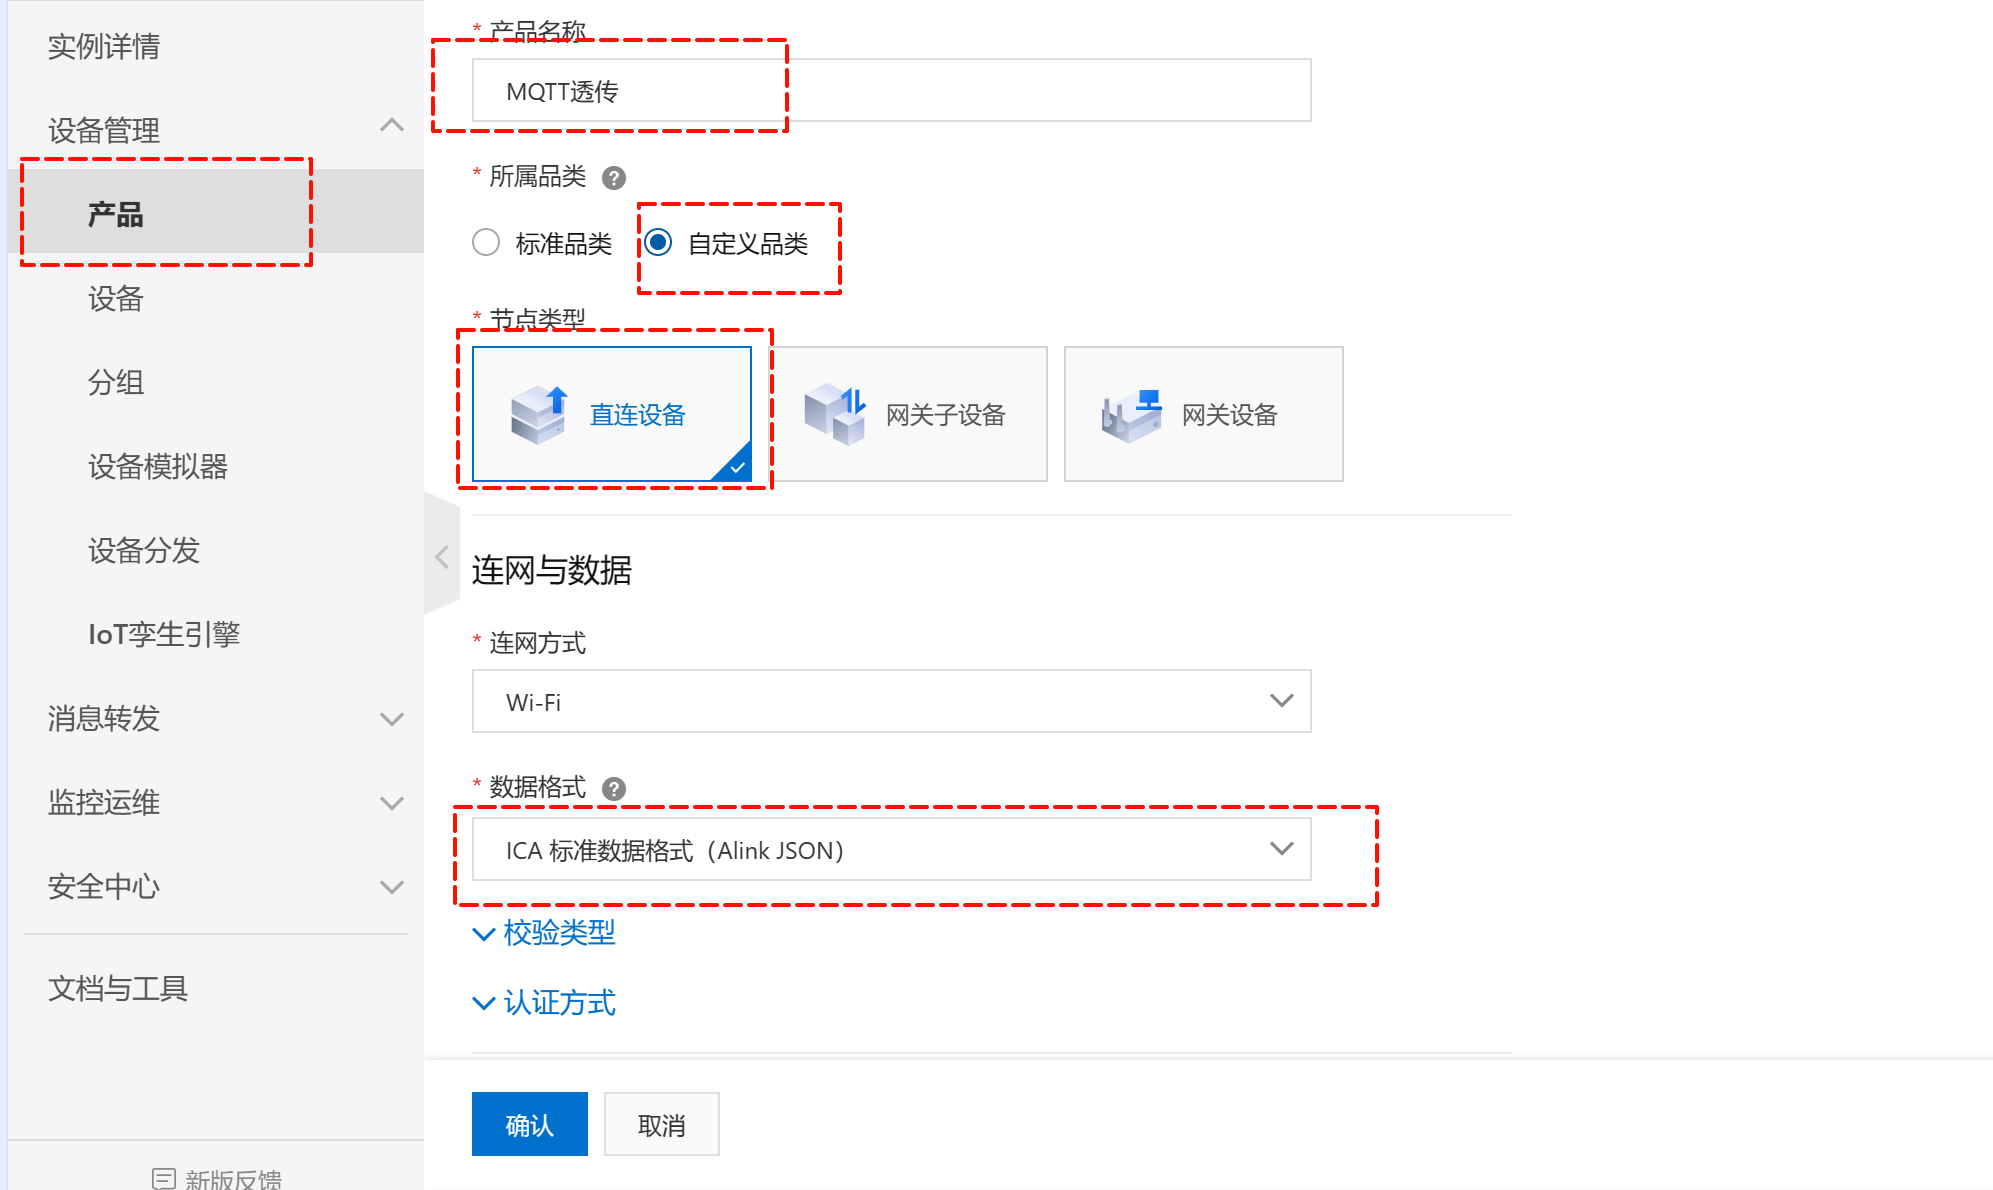 实例详情
设备管理
产品
设备
分组
设备模拟器
设备分发
IoT孪生引擎
消息转发
监控运维
安全中心
文档与工具
新版反馈
* 产品名称
MQTT透传
* 所属品类 ?
标准品类 自定义品类
* 节点类型
直连设备 网关子设备 网关设备
连网与数据
* 连网方式
Wi-Fi
* 数据格式 ?
ICA 标准数据格式（Alink JSON）
校验类型
认证方式
确认 取消